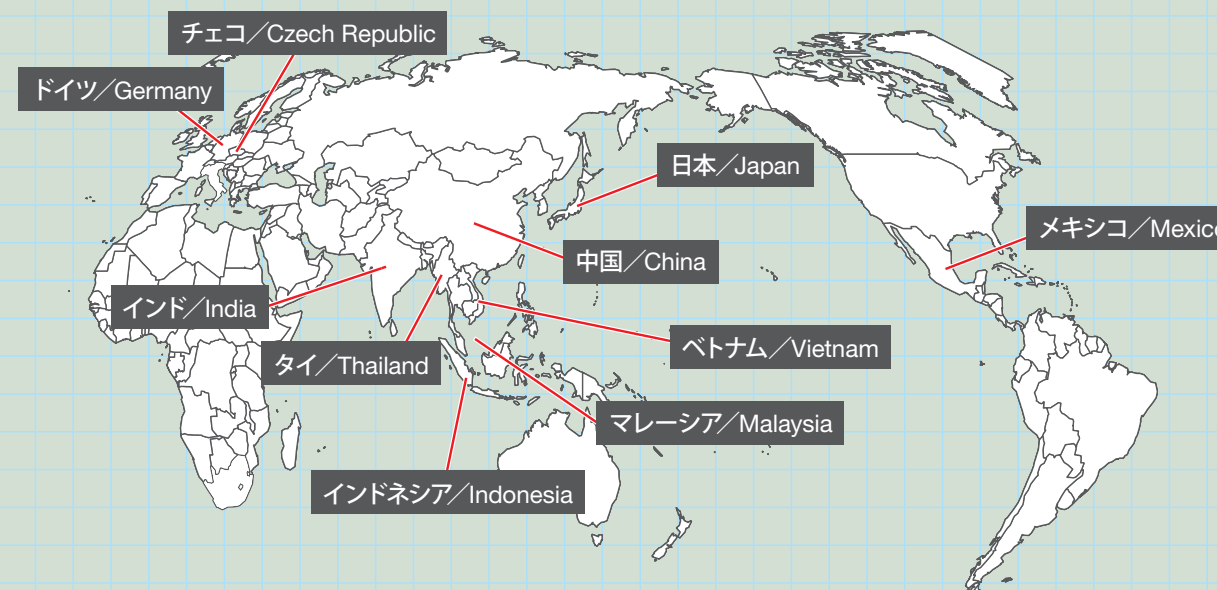 チェコ／Czech Republic
ドイツ／Germany
日本／Japan
メキシコ／Mexico
中国／China
インド／India
ベトナム／Vietnam
タイ／Thailand
マレーシア／Malaysia
インドネシア／Indonesia